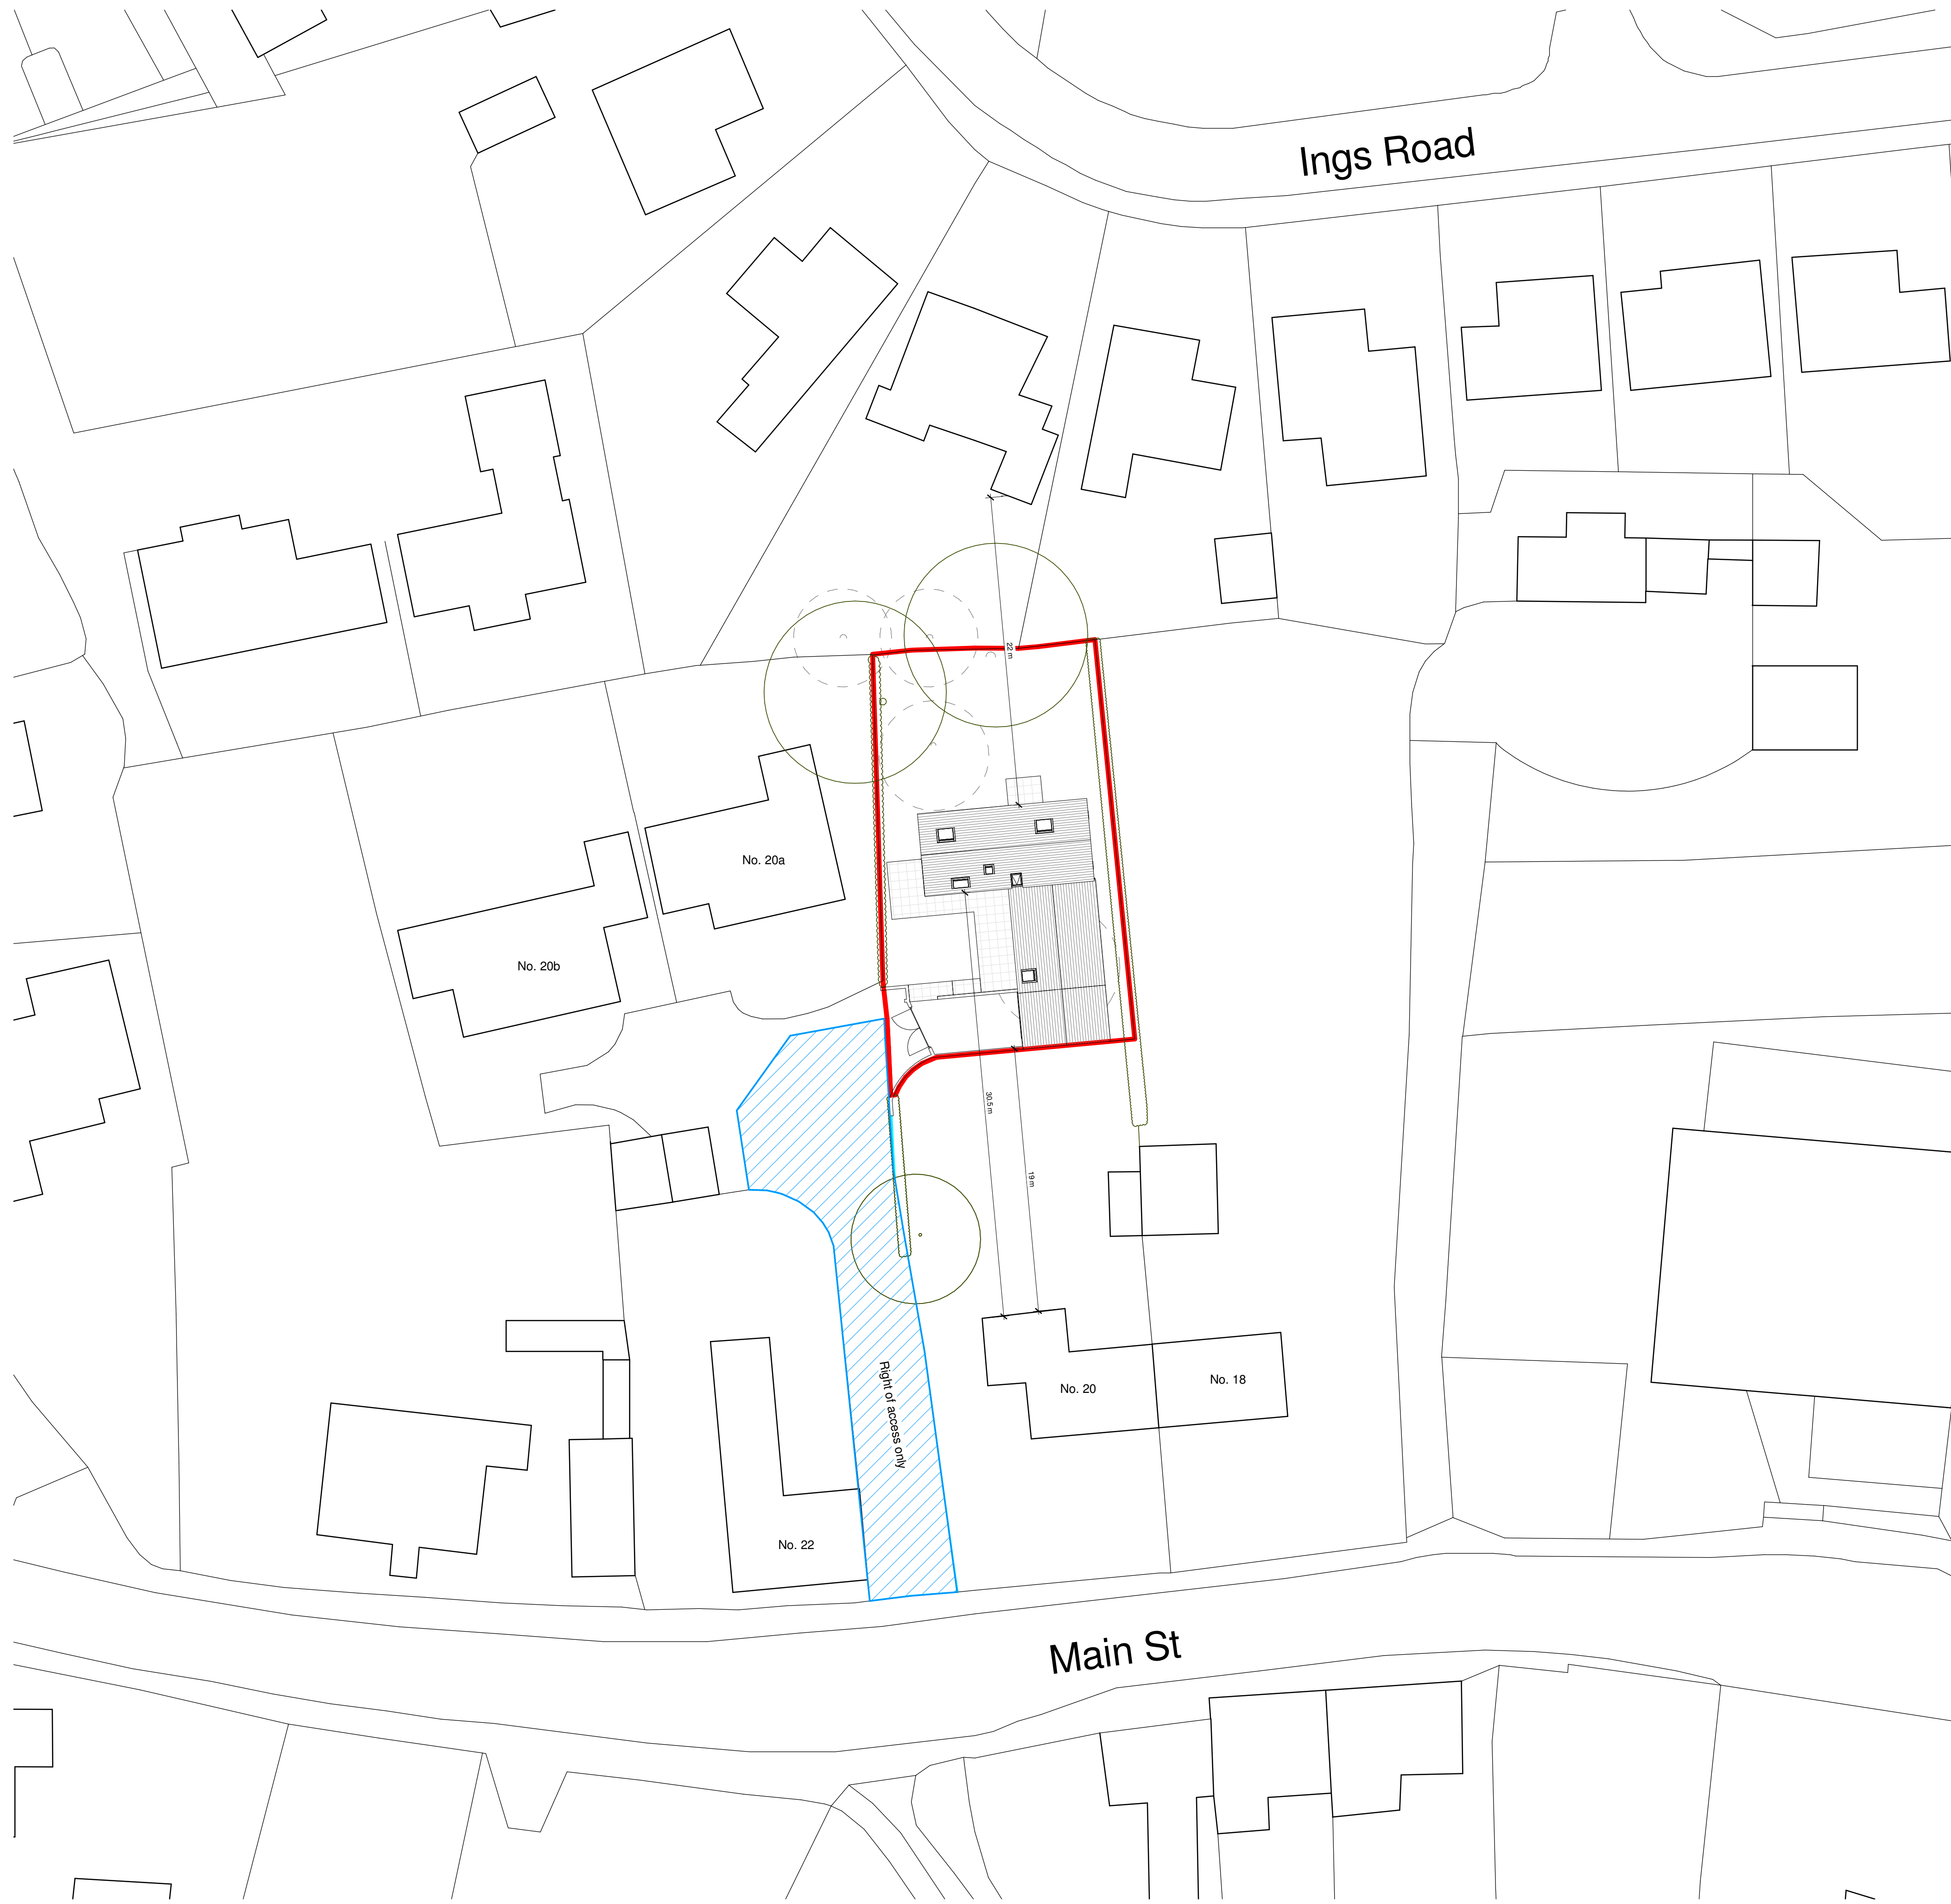 Ings Road
22 m
No. 20a
No. 20b
30.5 m
19 m
Right of access only
No. 20
No. 18
No. 22
Main St